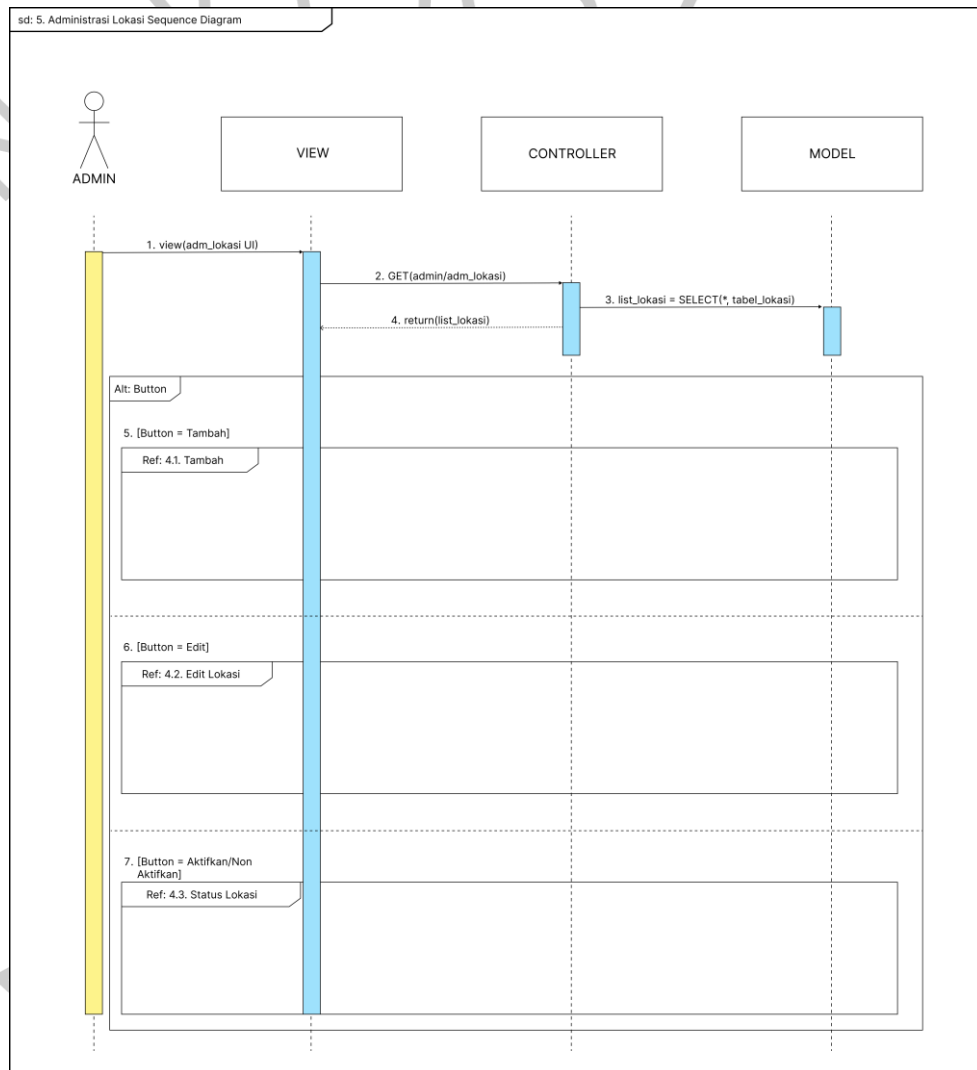 sd: 5. Administrasi Lokasi Sequence Diagram
ADMIN
VIEW
CONTROLLER
MODEL
1. view(adm_lokasi UI)
2. GET(admin/adm_lokasi)
3. list_lokasi = SELECT(*, tabel_lokasi)
4. return(list_lokasi)
Alt: Button
5. [Button = Tambah]
Ref: 4.1. Tambah
6. [Button = Edit]
Ref: 4.2. Edit Lokasi
7. [Button = Aktifkan/Non
Aktifkan]
Ref: 4.3. Status Lokasi